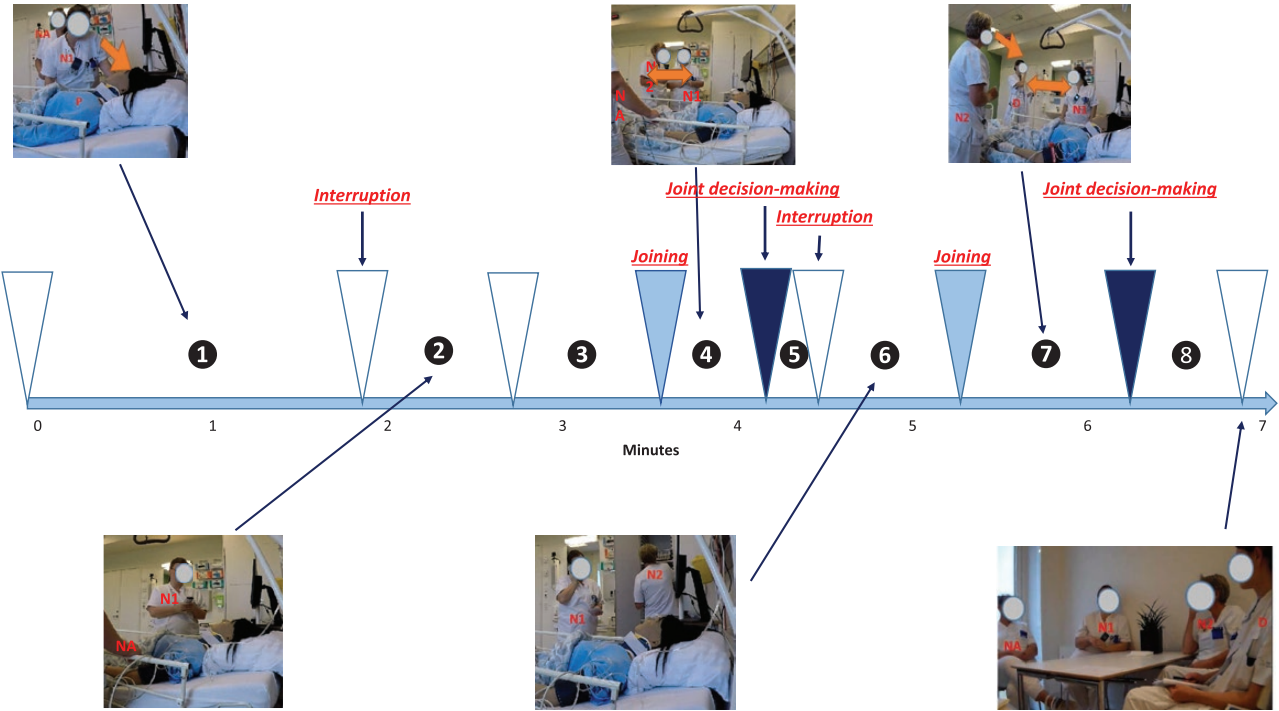 NA
N1
P
N
2
N1
N
A
N2
D
N1
Interruption
Joint decision-making
Interruption
Joint decision-making
Joining
Joining
1
2
3
4
5
6
7
8
0
1
2
3
4
5
6
7
Minutes
N1
NA
N1
N2
NA
N1
D